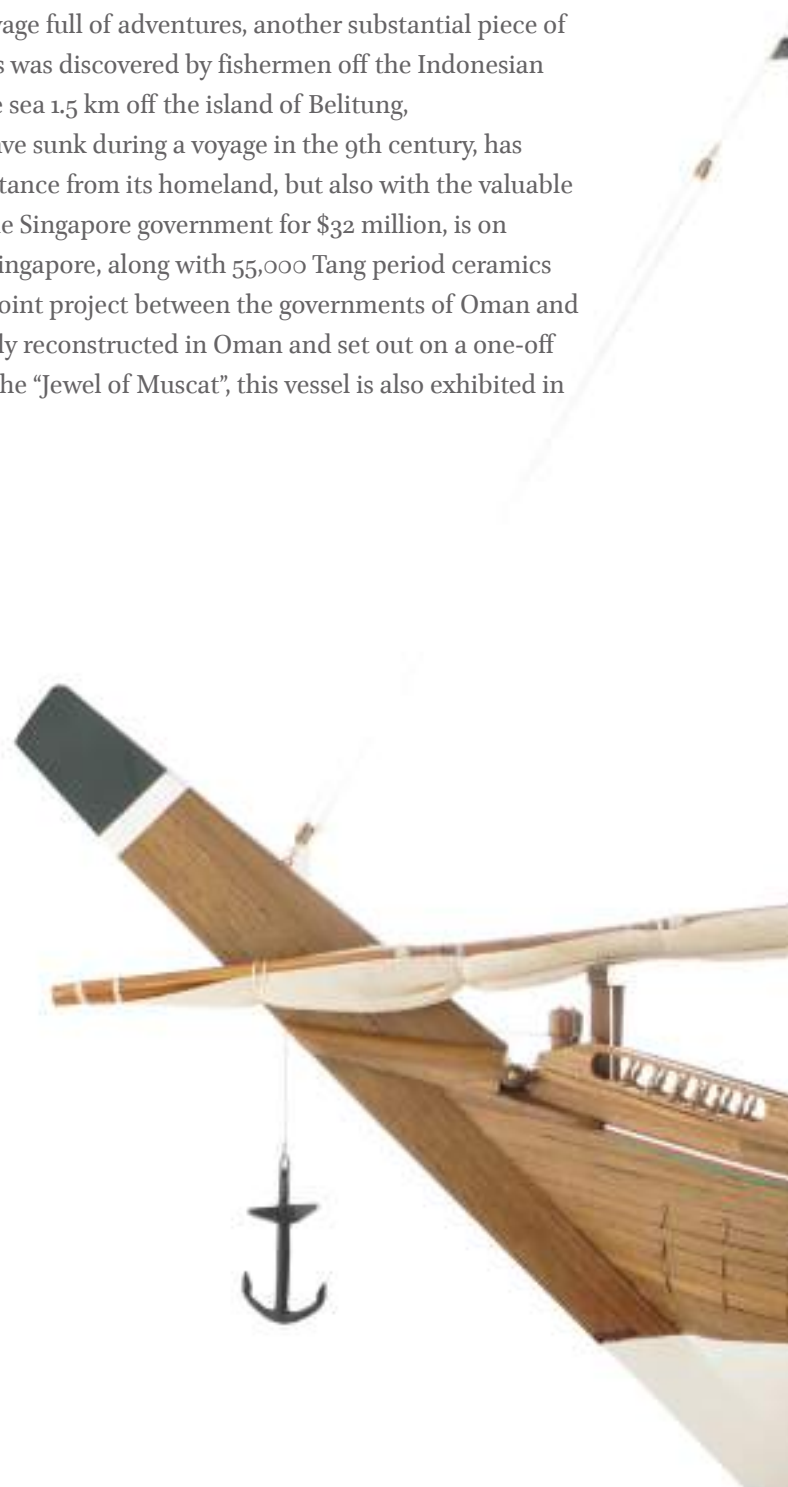 yage full of adventures, another substantial piece of
s was discovered by fishermen off the Indonesian
e sea 1.5 km off the island of Belitung,
ave sunk during a voyage in the 9th century, has
tance from its homeland, but also with the valuable
e Singapore government for $32 million, is on
ingapore, along with 55,000 Tang period ceramics
oint project between the governments of Oman and
ly reconstructed in Oman and set out on a one-off
he “Jewel of Muscat”, this vessel is also exhibited in